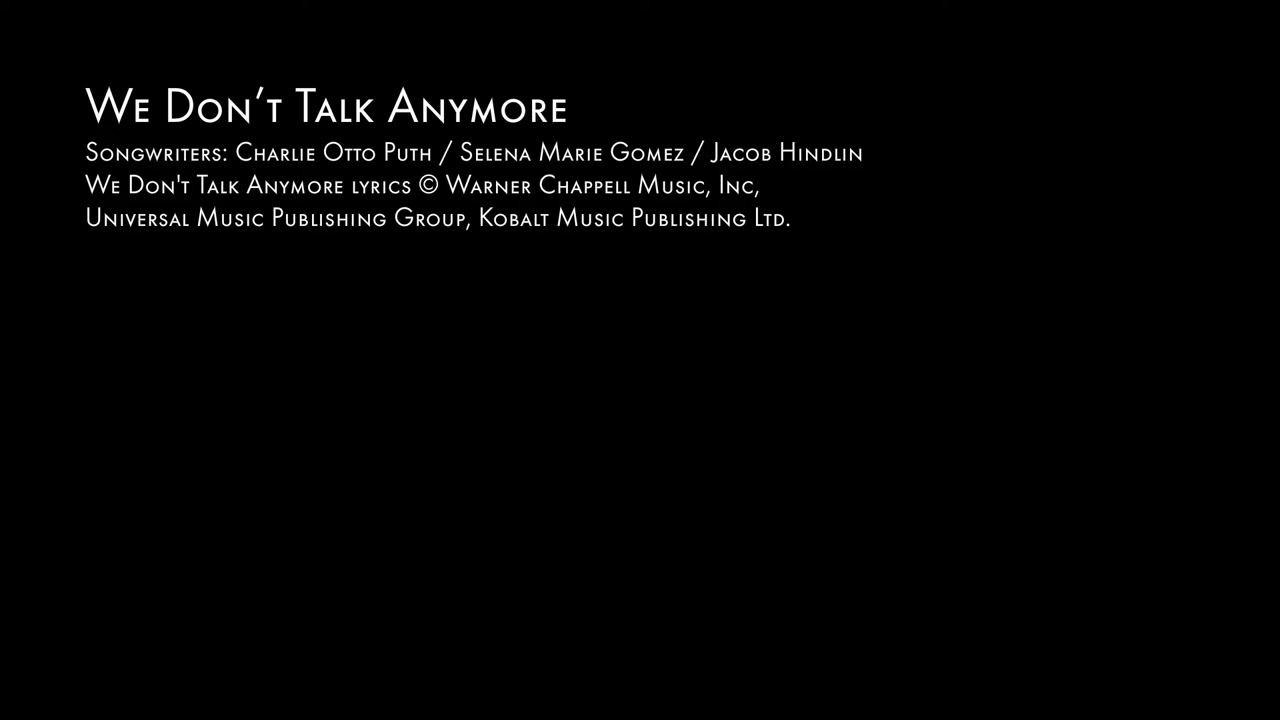 We Don’t Talk Anymore
Songwriters: Charlie Otto Puth / Selena Marie Gomez / Jacob Hindlin
We Don't Talk Anymore lyrics © Warner Chappell Music, Inc,
Universal Music Publishing Group, Kobalt Music Publishing Ltd.